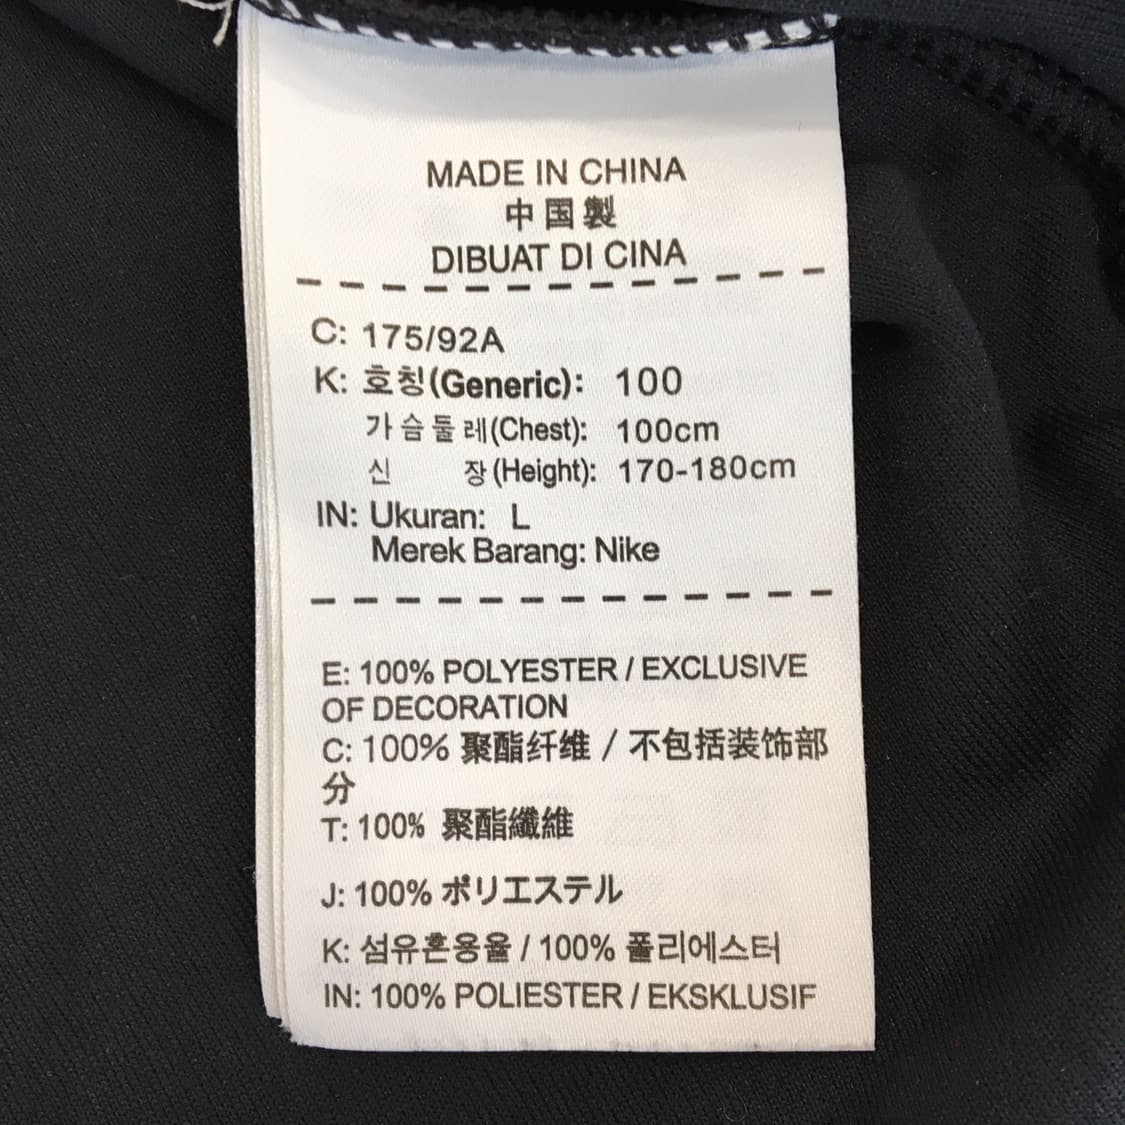 MADE IN CHINA
中国製
DIBUAT DI CINA
C: 175/92A
K: 호칭(Generic): 100
가슴둘레(Chest): 100cm
신 장(Height): 170-180cm
IN: Ukuran: L
Merek Barang: Nike
E: 100% POLYESTER / EXCLUSIVE
OF DECORATION
C: 100% 聚酯纤维 / 不包括装饰部
分
T: 100% 聚酯纖維
J: 100% ポリエステル
K: 섬유혼용율 / 100% 폴리에스터
IN: 100% POLIESTER / EKSKLUSIF